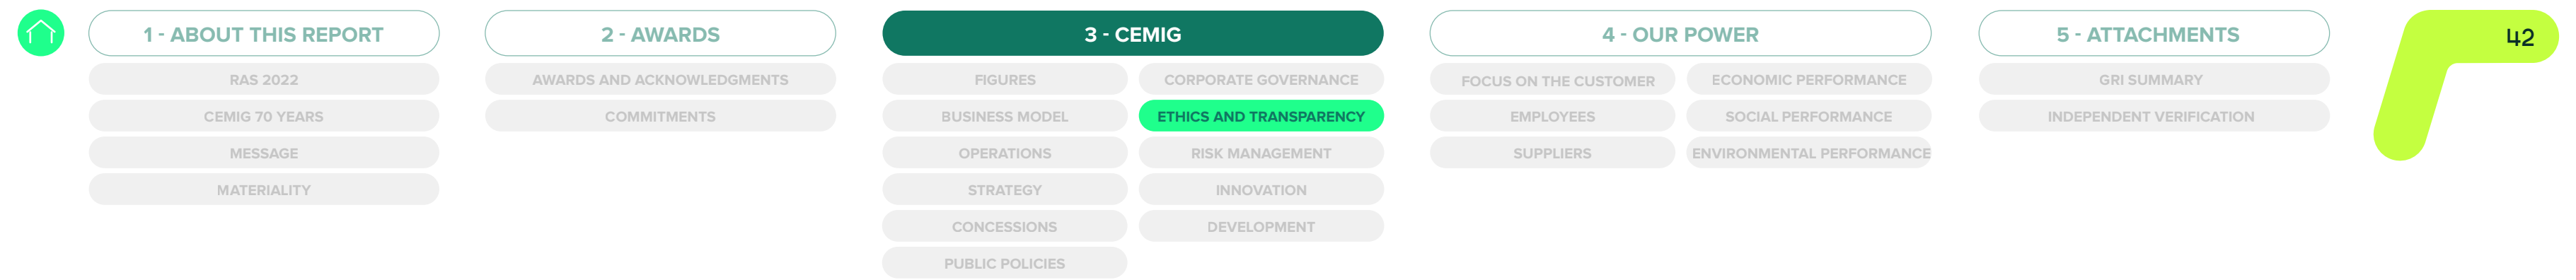 1 - ABOUT THIS REPORT
RAS 2022
CEMIG 70 YEARS
MESSAGE
MATERIALITY
2 - AWARDS
AWARDS AND ACKNOWLEDGMENTS
COMMITMENTS
3 - CEMIG
FIGURES
BUSINESS MODEL
OPERATIONS
STRATEGY
CONCESSIONS
PUBLIC POLICIES
CORPORATE GOVERNANCE
ETHICS AND TRANSPARENCY
RISK MANAGEMENT
INNOVATION
DEVELOPMENT
4 - OUR POWER
FOCUS ON THE CUSTOMER
EMPLOYEES
SUPPLIERS
ECONOMIC PERFORMANCE
SOCIAL PERFORMANCE
ENVIRONMENTAL PERFORMANCE
5 - ATTACHMENTS
GRI SUMMARY
INDEPENDENT VERIFICATION
42